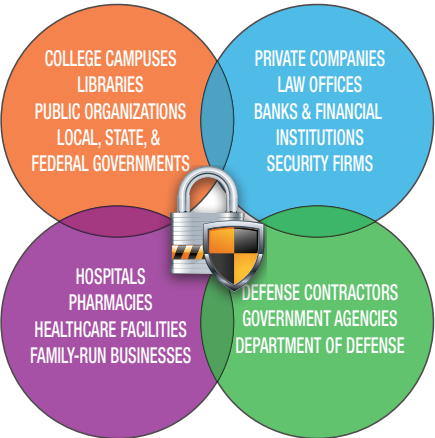 COLLEGE CAMPUSES
LIBRARIES
PUBLIC ORGANIZATIONS
LOCAL, STATE, &
FEDERAL GOVERNMENTS
PRIVATE COMPANIES
LAW OFFICES
BANKS & FINANCIAL
INSTITUTIONS
SECURITY FIRMS
HOSPITALS
PHARMACIES
HEALTHCARE FACILITIES
FAMILY-RUN BUSINESSES
DEFENSE CONTRACTORS
GOVERNMENT AGENCIES
DEPARTMENT OF DEFENSE